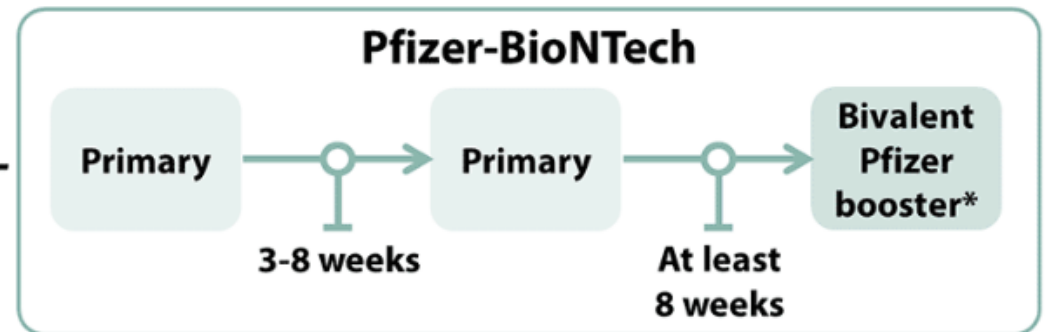 Pfizer-BioNTech
Primary
3-8 weeks
Primary
At least
8 weeks
Bivalent
Pfizer
booster*